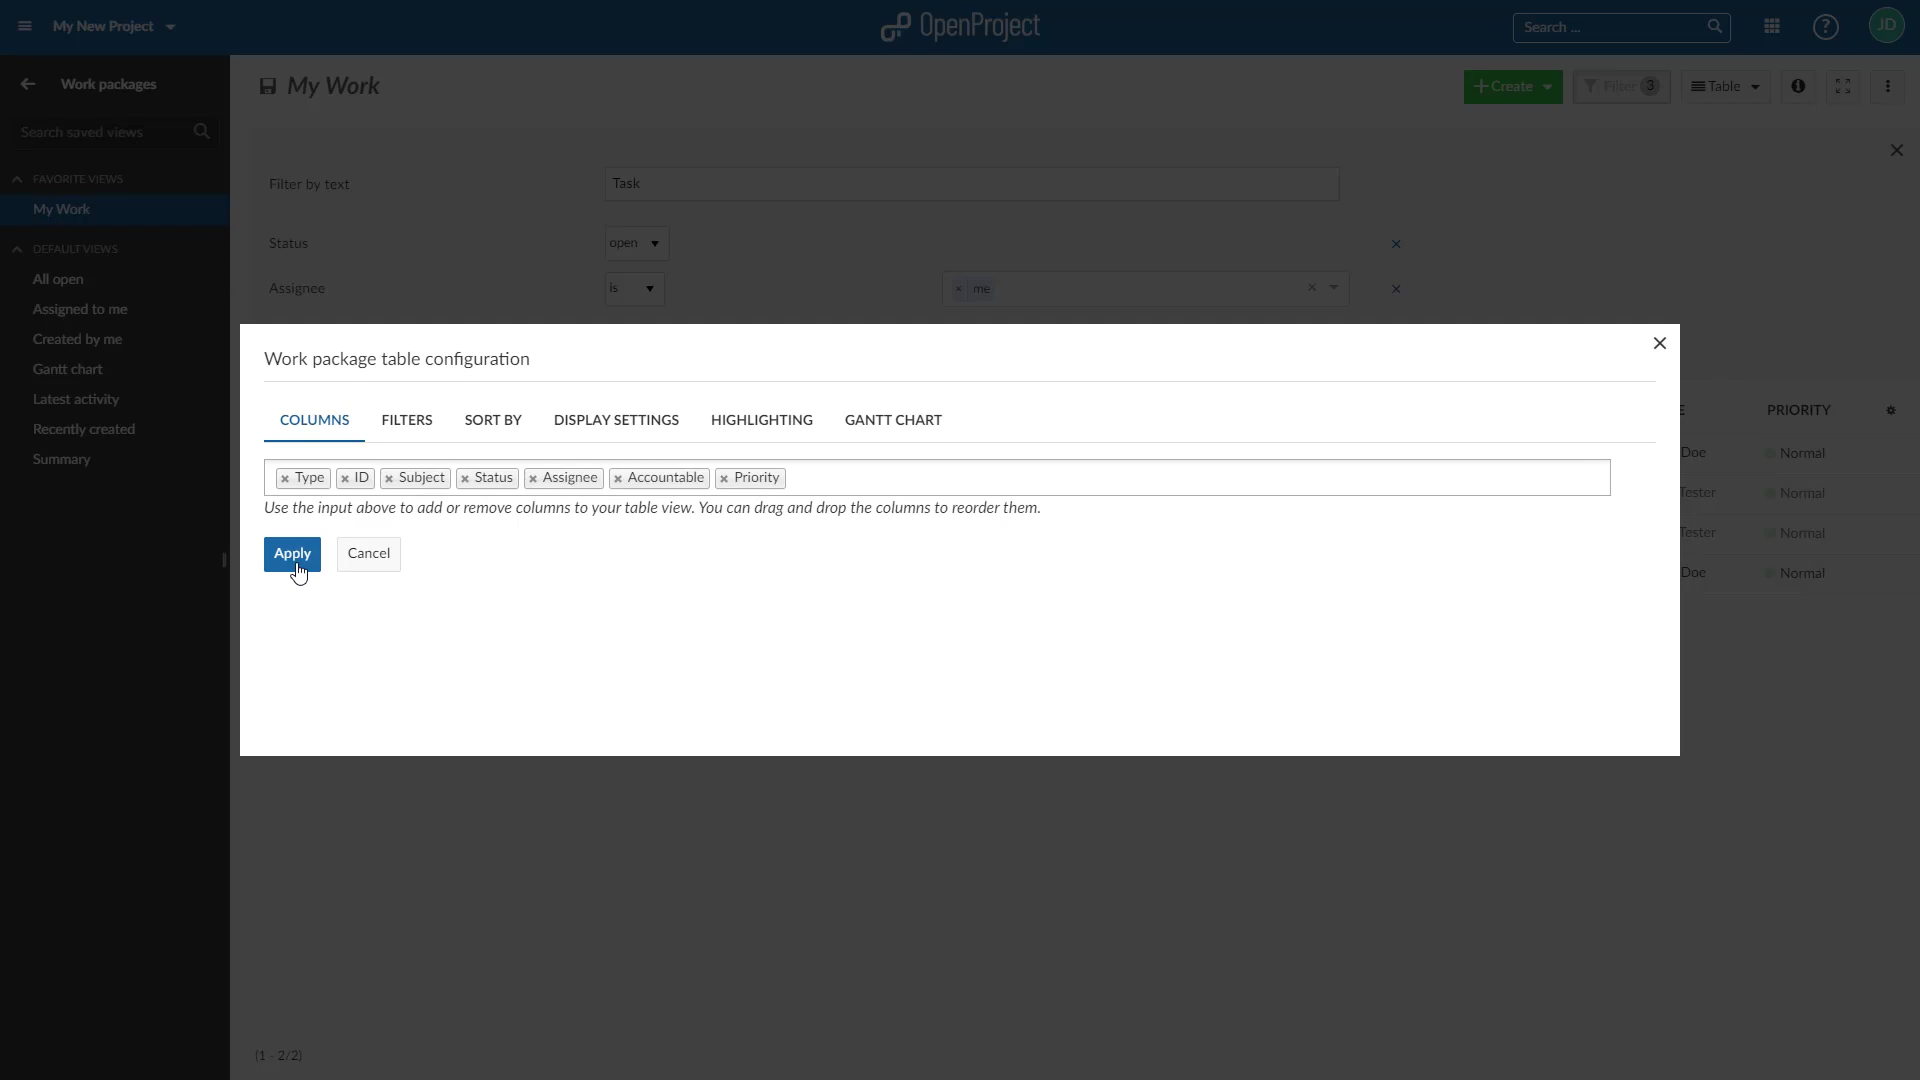 My New Project
OpenProject
Search ...
?
JD
Work packages
My Work
Create
Filter 3
Table
Search saved views
FAVORITE VIEWS
My Work
DEFAULT VIEWS
All open
Assigned to me
Created by me
Gantt chart
Latest activity
Recently created
Summary
Filter by text
Task
Status
open
Assignee
is
× me
Work package table configuration
COLUMNS
FILTERS
SORT BY
DISPLAY SETTINGS
HIGHLIGHTING
GANTT CHART
× Type × ID × Subject × Status × Assignee × Accountable × Priority
Use the input above to add or remove columns to your table view. You can drag and drop the columns to reorder them.
Apply
Cancel
E PRIORITY
Doe Normal
Tester Normal
Tester Normal
Doe Normal
(1 - 2/2)